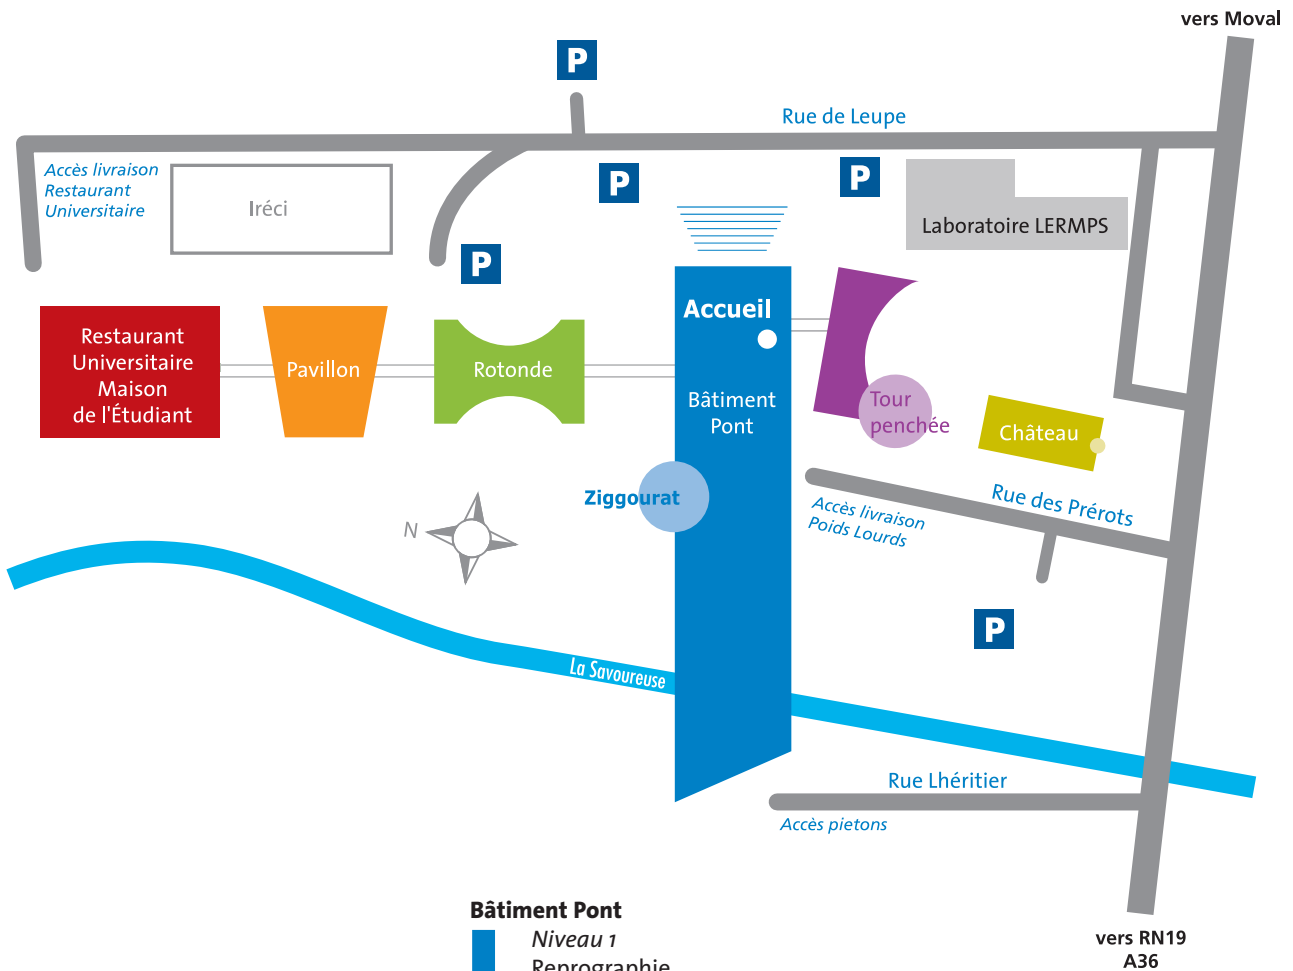 vers Moval
P
Rue de Leupe
Accès livraison
Restaurant
Universitaire
Iréci
P
P
Laboratoire LERMPS
P
Accueil
Restaurant
Universitaire
Maison
de l'Étudiant
Pavillon
Rotonde
Bâtiment
Pont
Tour
penchée
Château
Ziggourat
Rue des Prérots
Accès livraison
Poids Lourds
N
P
La Savoureuse
Rue Lhéritier
Accès pietons
Bâtiment Pont
Niveau 1
Reprographie
vers RN19
A36